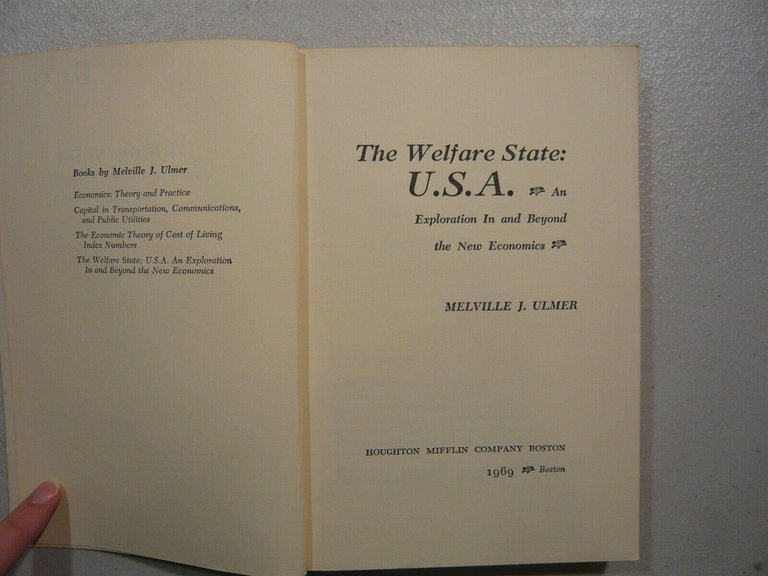 Books by Melville J. Ulmer
Economics: Theory and Practice
Capital in Transportation, Communications,
and Public Utilities
The Economic Theory of Cost of Living
Index Numbers
The Welfare State: U.S.A. An Exploration
In and Beyond the New Economics
The Welfare State:
U.S.A. An
Exploration In and Beyond
the New Economics
MELVILLE J. ULMER
HOUGHTON MIFFLIN COMPANY BOSTON
1969 Boston